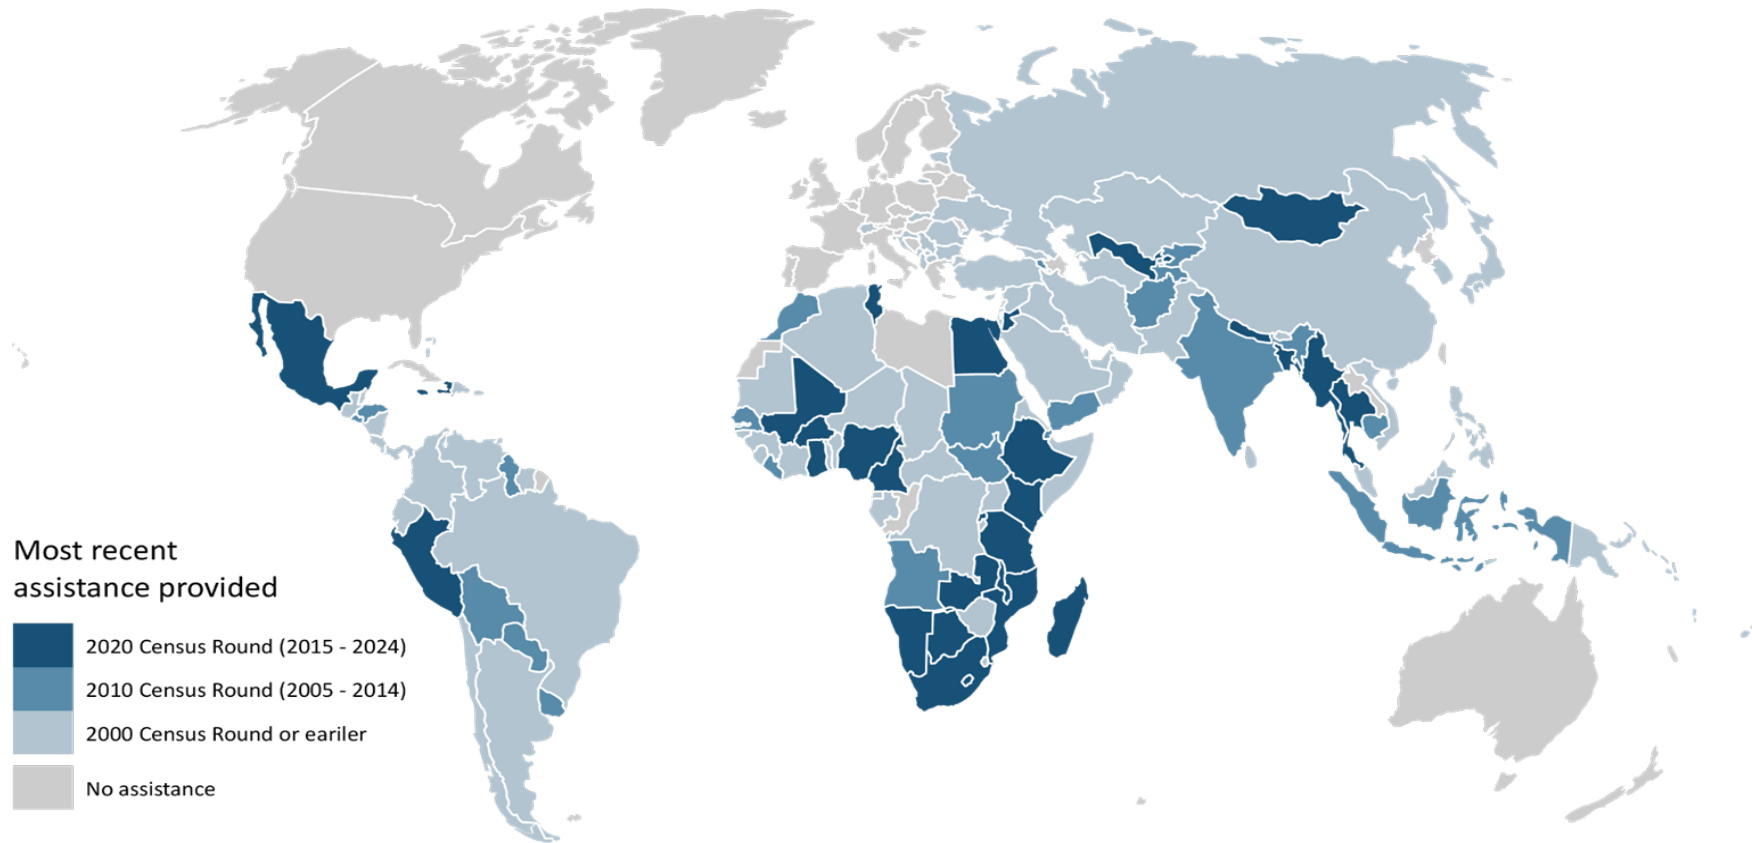 Most recent
assistance provided
2020 Census Round (2015 - 2024)
2010 Census Round (2005 - 2014)
2000 Census Round or eariler
No assistance